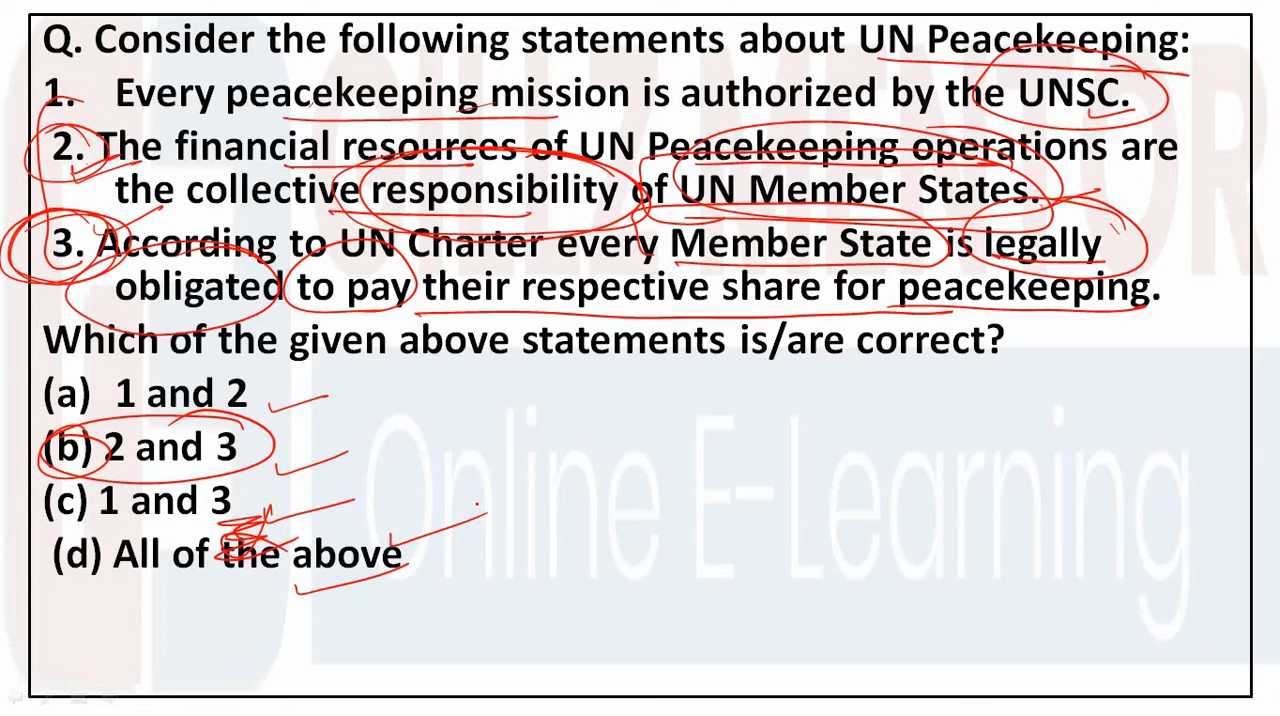 Q. Consider the following statements about UN Peacekeeping:
1. Every peacekeeping mission is authorized by the UNSC.
2. The financial resources of UN Peacekeeping operations are
the collective responsibility of UN Member States.
3. According to UN Charter every Member State is legally
obligated to pay their respective share for peacekeeping.
Which of the given above statements is/are correct?
(a) 1 and 2
(b) 2 and 3
(c) 1 and 3
(d) All of the above
Online E-Learning